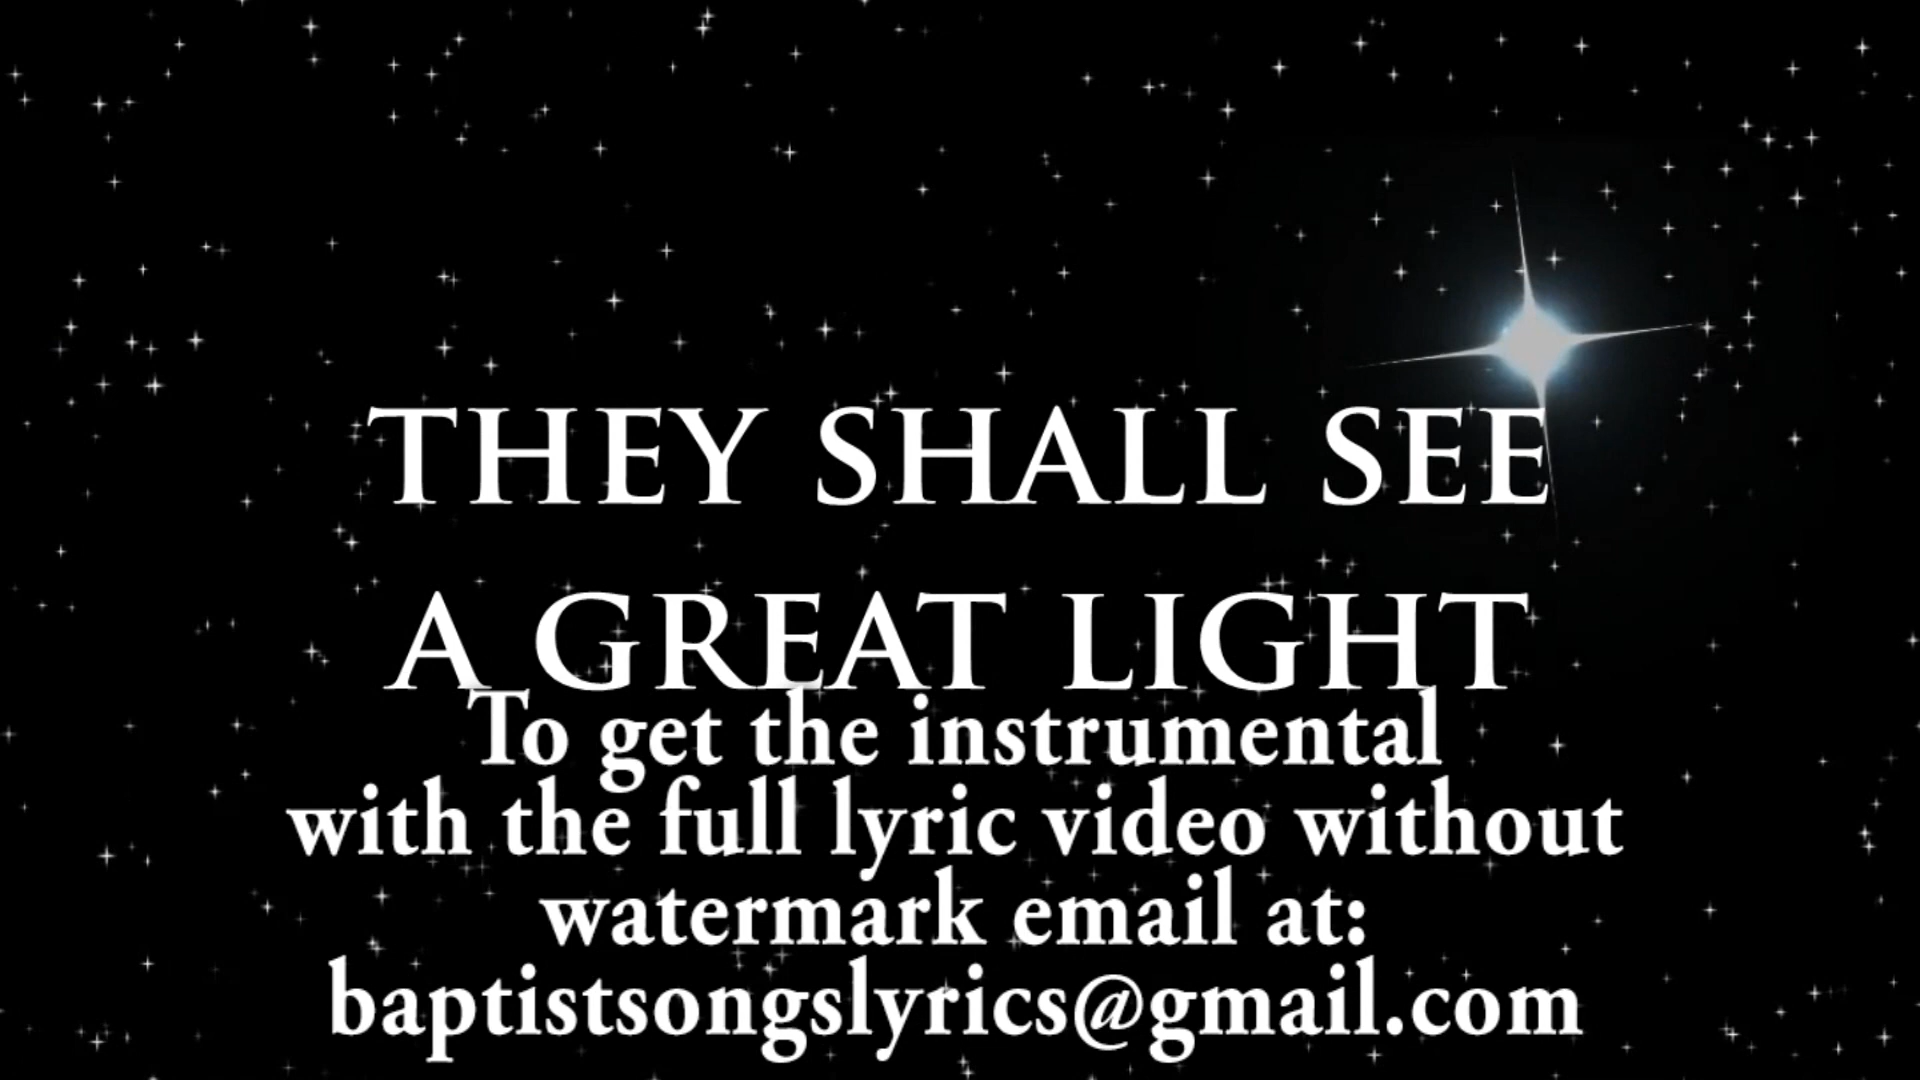 THEY SHALL SEE
A GREAT LIGHT
To get the instrumental
with the full lyric video without
watermark email at:
baptistsongslyrics@gmail.com